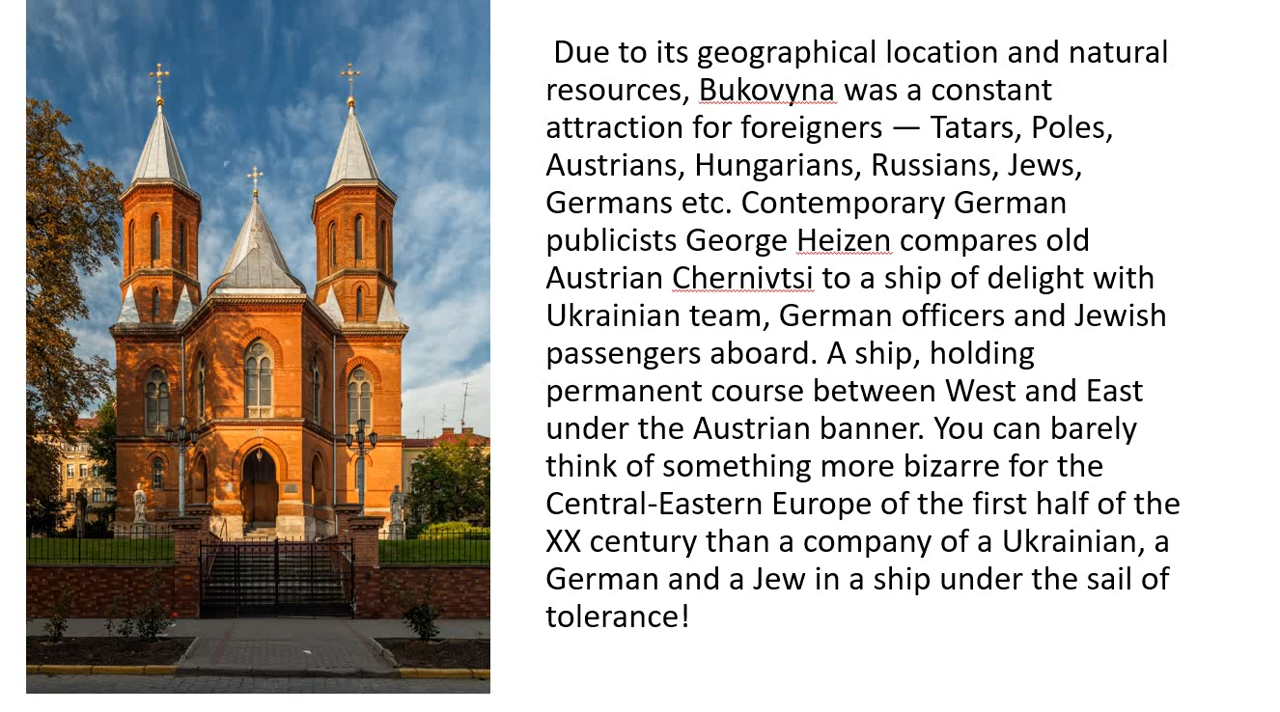 Due to its geographical location and natural
resources, Bukovyna was a constant
attraction for foreigners — Tatars, Poles,
Austrians, Hungarians, Russians, Jews,
Germans etc. Contemporary German
publicists George Heizen compares old
Austrian Chernivtsi to a ship of delight with
Ukrainian team, German officers and Jewish
passengers aboard. A ship, holding
permanent course between West and East
under the Austrian banner. You can barely
think of something more bizarre for the
Central-Eastern Europe of the first half of the
XX century than a company of a Ukrainian, a
German and a Jew in a ship under the sail of
tolerance!